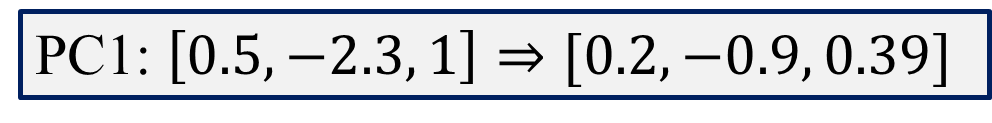 PC1: [0.5, −2.3, 1] ⇒ [0.2, −0.9, 0.39]